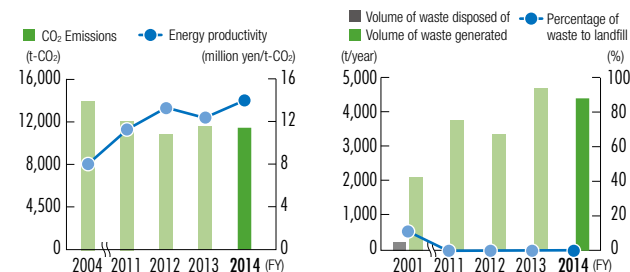 CO₂ Emissions Energy productivity
(t-CO₂) (million yen/t-CO₂)
16,000 16
12,000 12
8,000 8
4,500 4
0 0
2004 2011 2012 2013 2014 (FY)
Volume of waste disposed of Percentage of
Volume of waste generated waste to landfill
(t/year) (%)
5,000 100
4,000 80
3,000 60
2,000 40
1,000 20
0 0
2001 2011 2012 2013 2014 (FY)